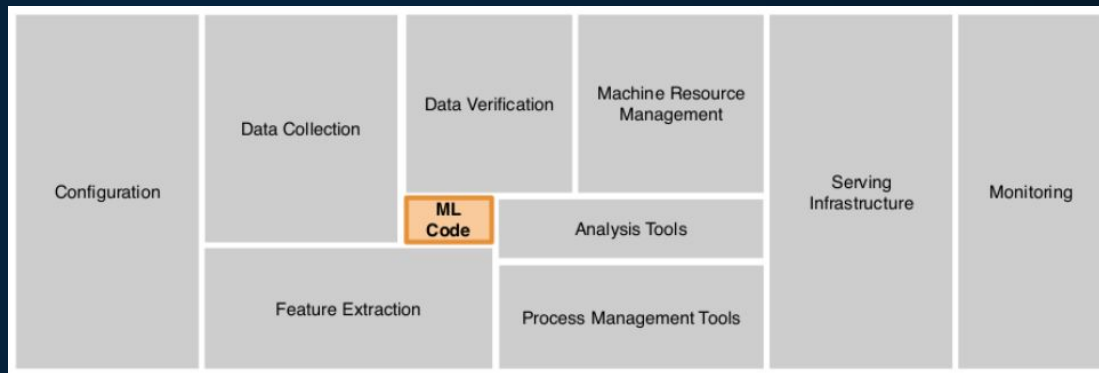 Configuration
Data Collection
Data Verification
Machine Resource
Management
ML
Code
Feature Extraction
Analysis Tools
Process Management Tools
Serving
Infrastructure
Monitoring